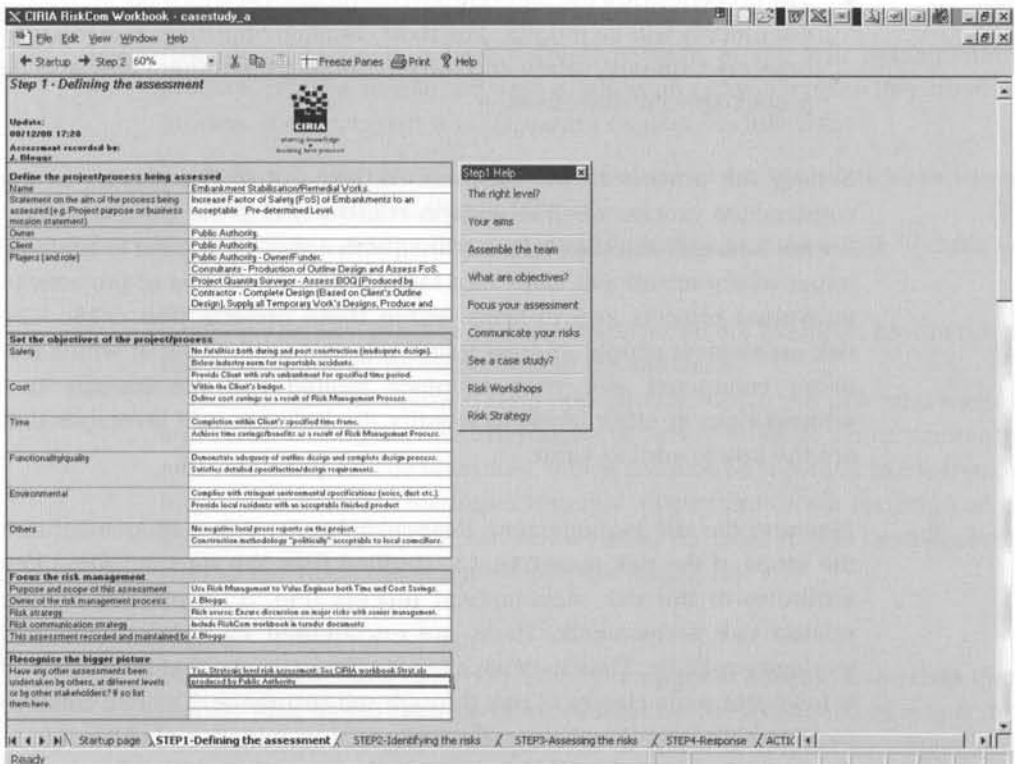 CIRIA RiskCom Workbook - casestudy_a
File Edit View Window Help
Startup Step 2 60% Freeze Panes Print Help
Step 1 - Defining the assessment
CIRIA
sharing knowledge
building best practice
Update:
00/12/00 17:20
Assessment recorded by:
J. Bloggs
Define the project/process being assessed
Name Embankment Stabilisation/Remedial Works.
Statement on the aim of the process being Increase Factor of Safety (FoS) of Embankments to an
assessed (e.g. Project purpose or business Acceptable Pre-determined Level.
mission statement)
Owner Public Authority.
Client Public Authority.
Players (and role) Public Authority - Owner/Funder.
Consultants - Production of Outline Design and Assess FoS.
Project Quantity Surveyor - Assess BOQ (Produced by
Contractor - Complete Design (Based on Client's Outline
Design), Supply all Temporary Work's Designs, Produce and
Set the objectives of the project/process
Safety No fatalities both during and post construction (inadequate design).
Below industry norm for reportable accidents.
Provide Client with safe embankment for specified time period.
Cost Within the Client's budget.
Deliver cost savings as a result of Risk Management Process.
Time Completion within Client's specified time frame.
Achieve time savings/benefits as a result of Risk Management Process.
Functionality/quality Demonstrate adequacy of outline design and complete design process.
Satisfies detailed specification/design requirements.
Environmental Complies with stringent environmental specifications (noise, dust etc.).
Provide local residents with an acceptable finished product
Others No negative local press reports on the project.
Construction methodology "politically" acceptable to local councillors.
Focus the risk management
Purpose and scope of this assessment Use Risk Management to Value Engineer both Time and Cost Savings.
Owner of the risk management process J. Bloggs.
Risk strategy Risk averse: Ensure discussion on major risks with senior management.
Risk communication strategy Include RiskCom workbook in tender documents
This assessment recorded and maintained by J. Bloggs
Recognise the bigger picture
Have any other assessments been Yes. Strategic level risk assessment: See CIRIA workbook Strat.xls
undertaken by others, at different levels produced by Public Authority
or by other stakeholders? If so list
them here.
Step1 Help
The right level?
Your aims
Assemble the team
What are objectives?
Focus your assessment
Communicate your risks
See a case study?
Risk Workshops
Risk Strategy
Startup page STEP1-Defining the assessment STEP2-Identifying the risks STEP3-Assessing the risks STEP4-Response
Ready